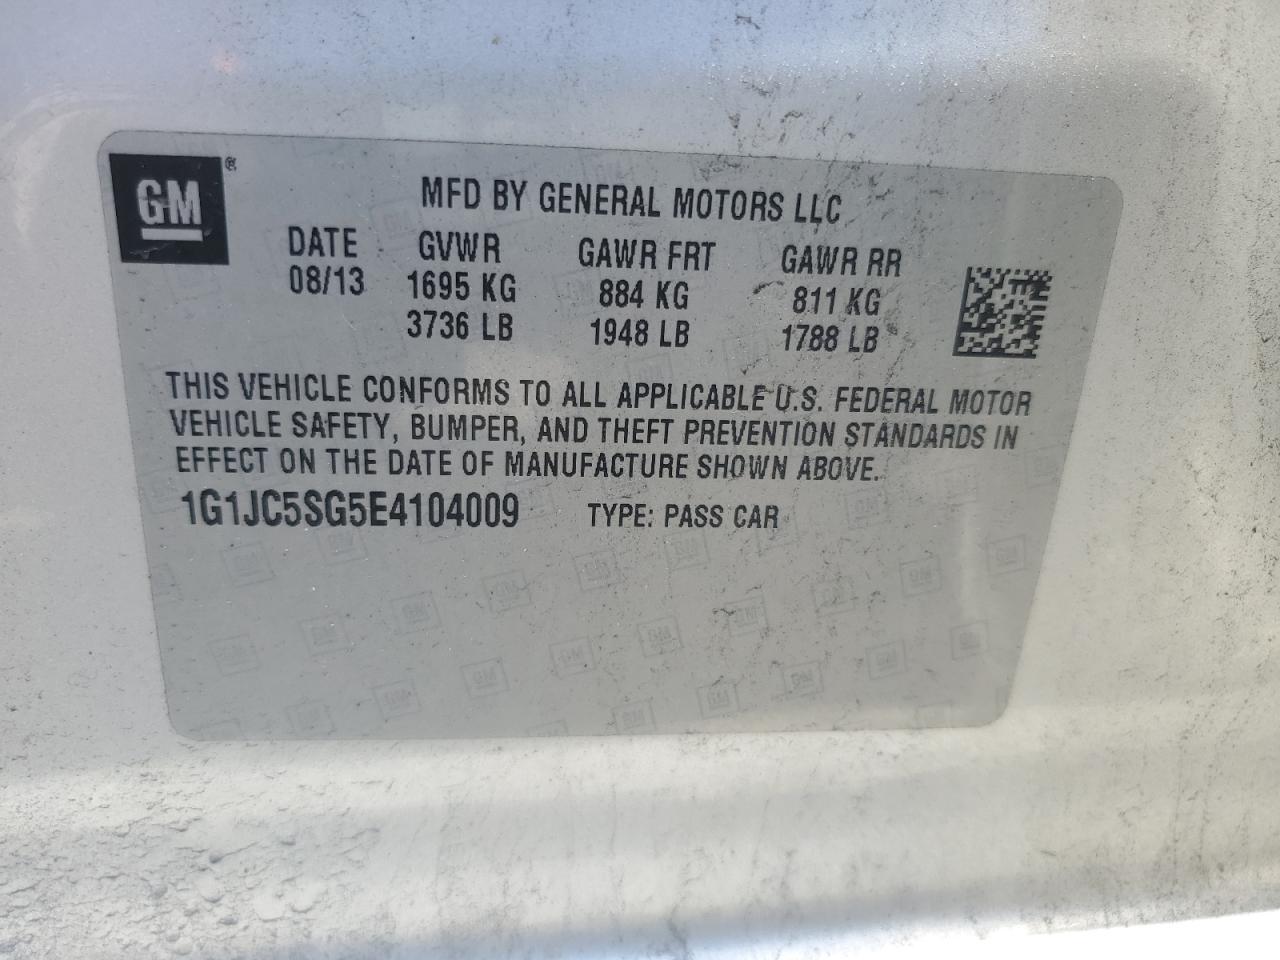 GM®
MFD BY GENERAL MOTORS LLC
DATE GVWR GAWR FRT GAWR RR
08/13 1695 KG 884 KG 811 KG
3736 LB 1948 LB 1788 LB
THIS VEHICLE CONFORMS TO ALL APPLICABLE U.S. FEDERAL MOTOR
VEHICLE SAFETY, BUMPER, AND THEFT PREVENTION STANDARDS IN
EFFECT ON THE DATE OF MANUFACTURE SHOWN ABOVE.
1G1JC5SG5E4104009 TYPE: PASS CAR